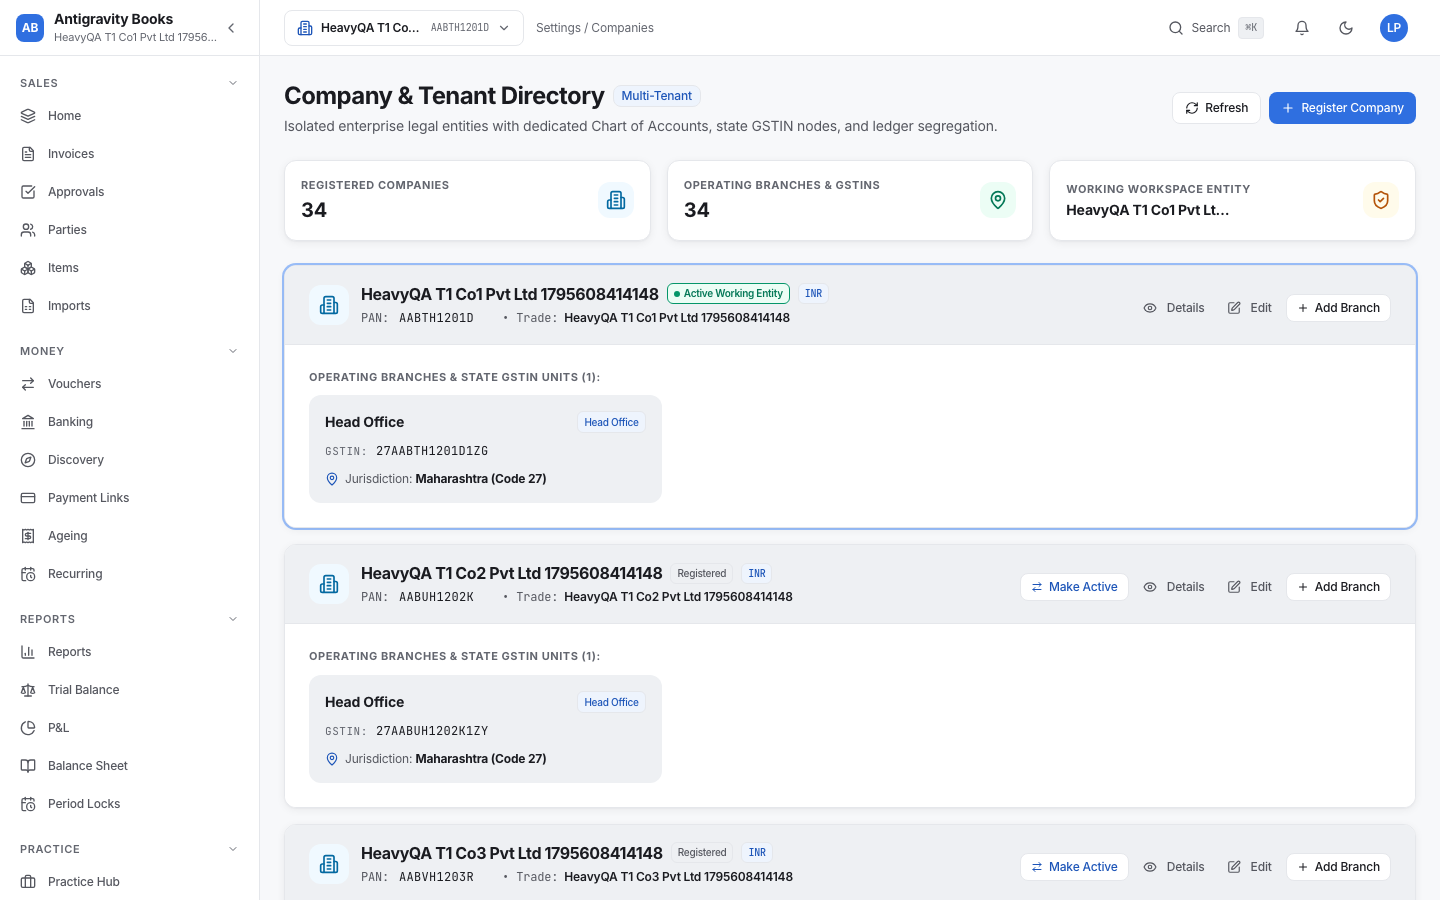 AB
Antigravity Books
HeavyQA T1 Co1 Pvt Ltd 17956...
SALES
Home
Invoices
Approvals
Parties
Items
Imports
MONEY
Vouchers
Banking
Discovery
Payment Links
Ageing
Recurring
REPORTS
Reports
Trial Balance
P&L
Balance Sheet
Period Locks
PRACTICE
Practice Hub
HeavyQA T1 Co... AABTH1201D
Settings / Companies
Search ⌘K
LP
Company & Tenant Directory Multi-Tenant
Isolated enterprise legal entities with dedicated Chart of Accounts, state GSTIN nodes, and ledger segregation.
Refresh
+ Register Company
REGISTERED COMPANIES
34
OPERATING BRANCHES & GSTINS
34
WORKING WORKSPACE ENTITY
HeavyQA T1 Co1 Pvt Lt...
HeavyQA T1 Co1 Pvt Ltd 1795608414148 Active Working Entity INR
PAN: AABTH1201D • Trade: HeavyQA T1 Co1 Pvt Ltd 1795608414148
Details Edit + Add Branch
OPERATING BRANCHES & STATE GSTIN UNITS (1):
Head Office Head Office
GSTIN: 27AABTH1201D1ZG
Jurisdiction: Maharashtra (Code 27)
HeavyQA T1 Co2 Pvt Ltd 1795608414148 Registered INR
PAN: AABUH1202K • Trade: HeavyQA T1 Co2 Pvt Ltd 1795608414148
Make Active Details Edit + Add Branch
OPERATING BRANCHES & STATE GSTIN UNITS (1):
Head Office Head Office
GSTIN: 27AABUH1202K1ZY
Jurisdiction: Maharashtra (Code 27)
HeavyQA T1 Co3 Pvt Ltd 1795608414148 Registered INR
PAN: AABVH1203R • Trade: HeavyQA T1 Co3 Pvt Ltd 1795608414148
Make Active Details Edit + Add Branch